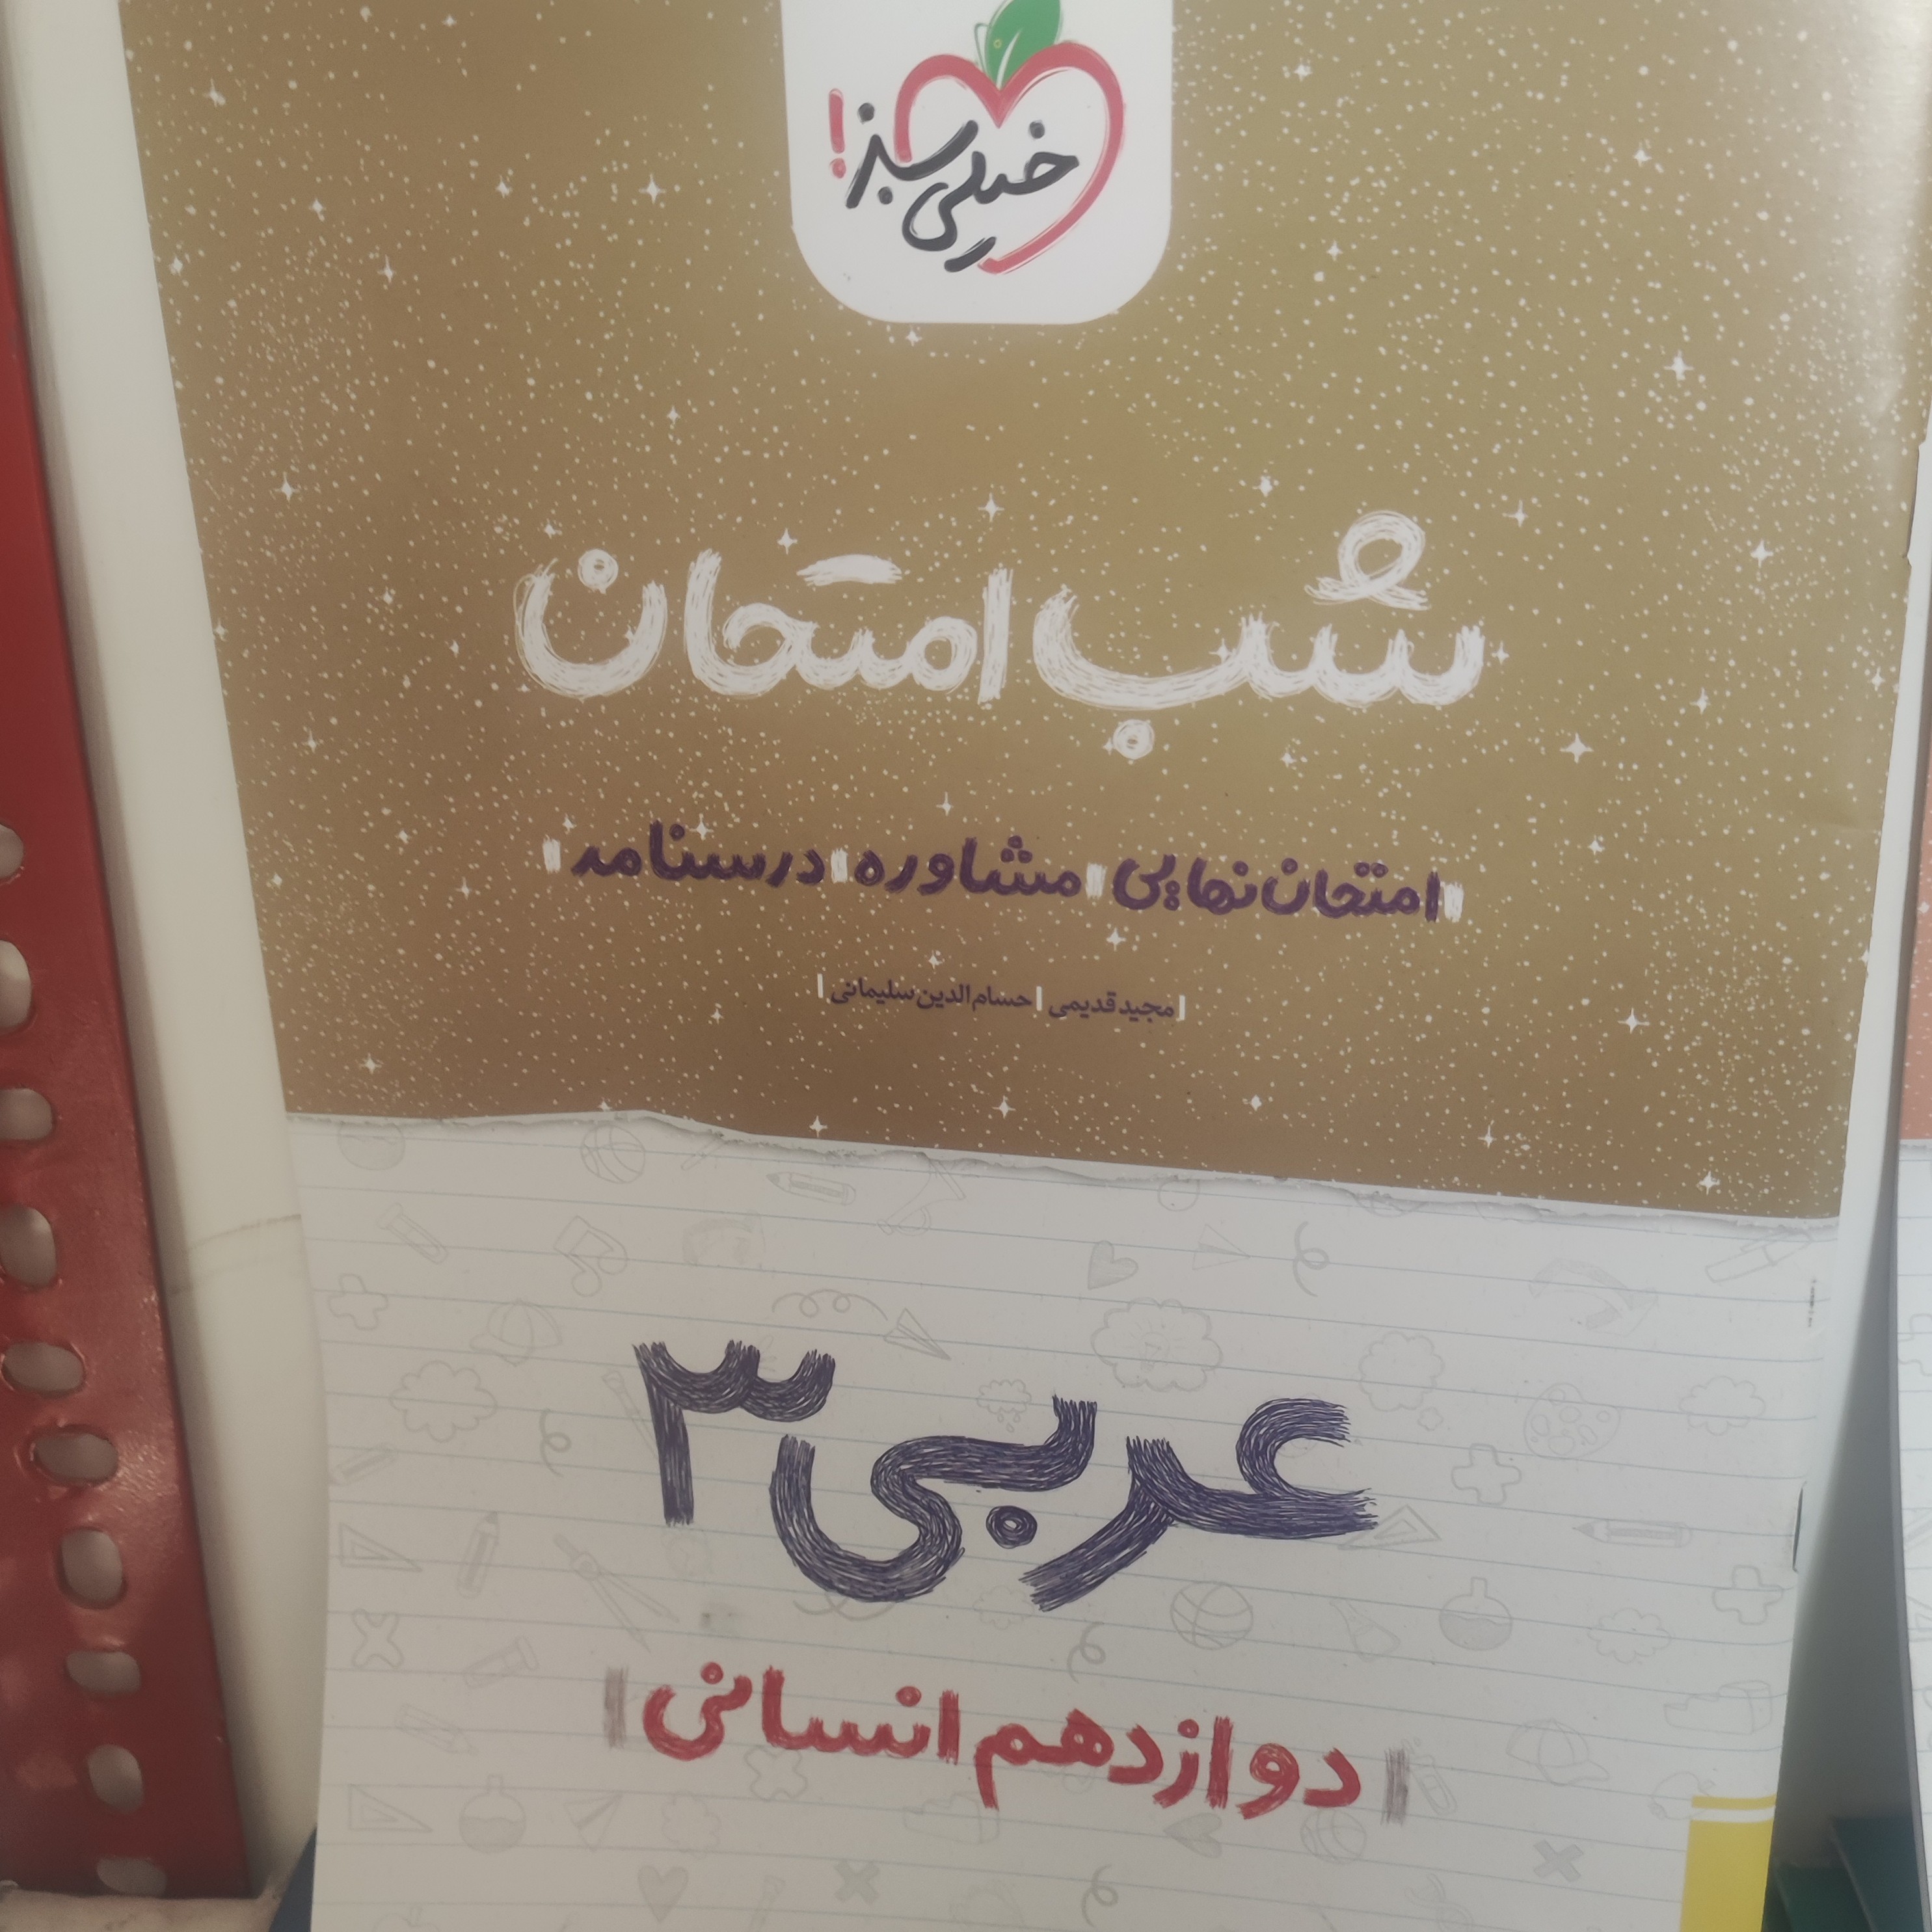 خیلی سبز!
شب امتحان
امتحان نهایی | مشاوره | درسنامه
مجید قدیمی | حسام الدین سلیمانی
عربی ۳
دوازدهم انسانی